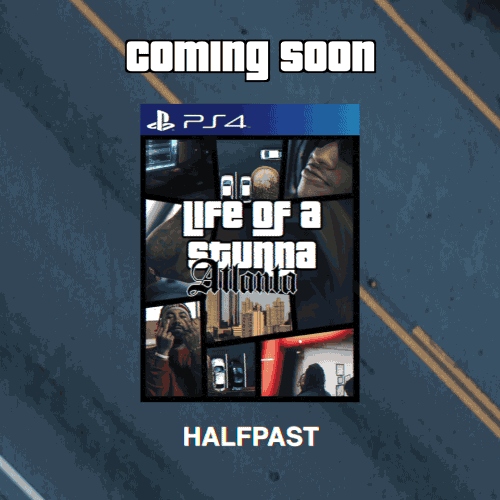 coming soon
PS4
life of a
stunna
Atlanta
HALFPAST